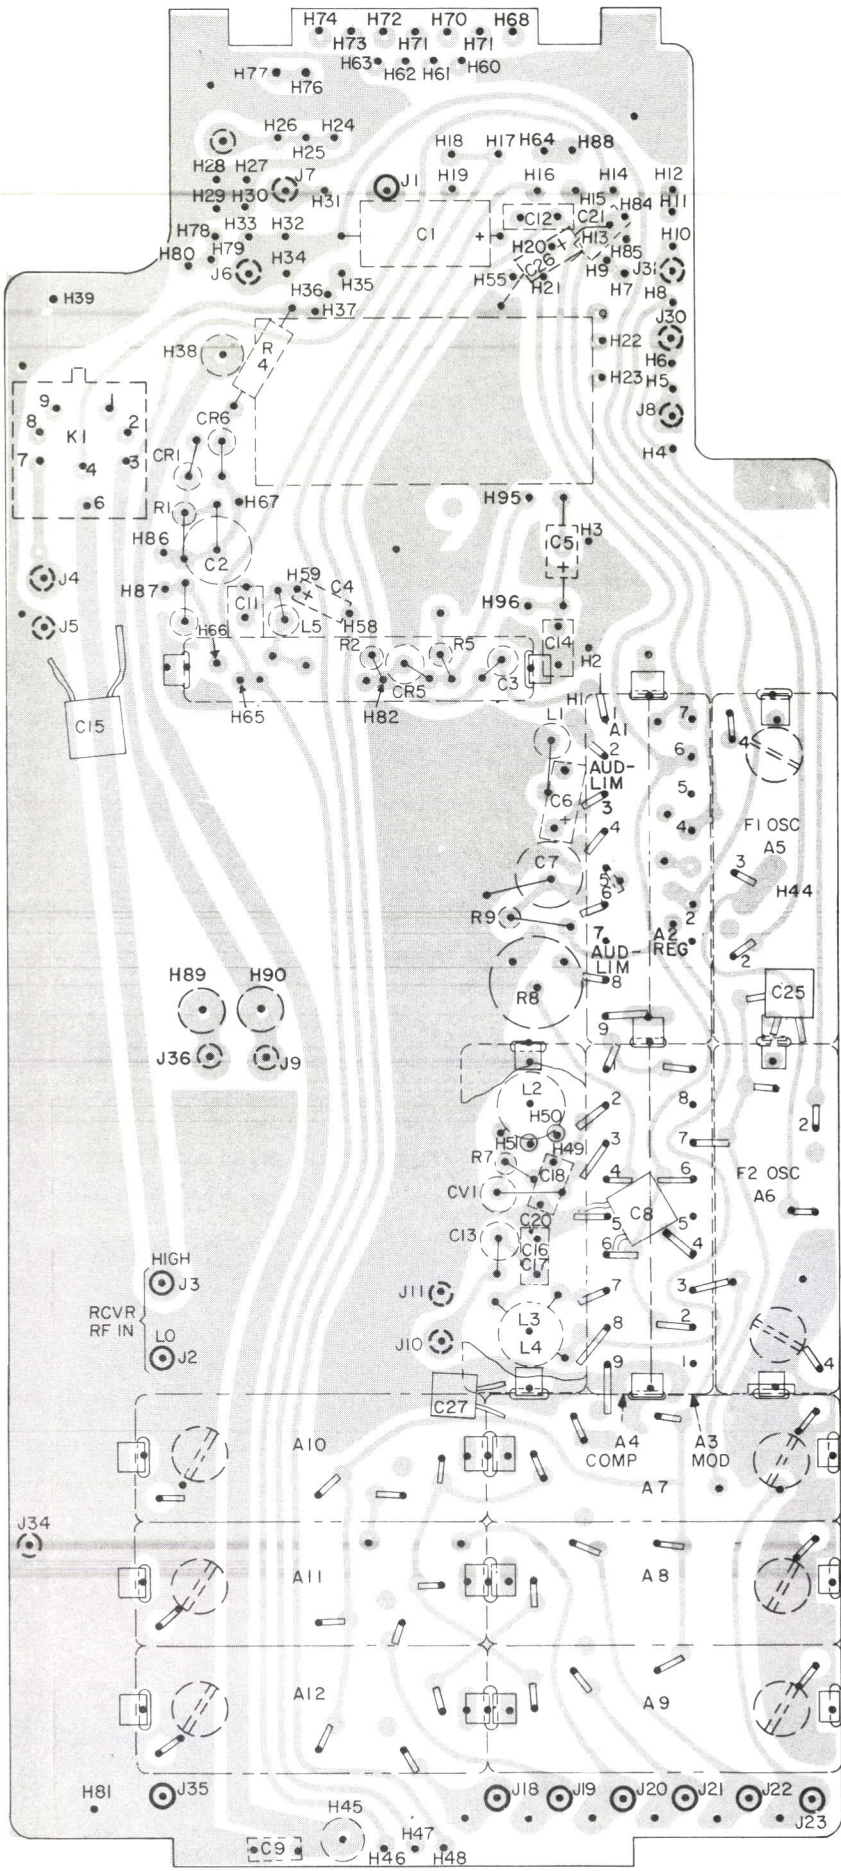 H74 H72 H70 H68
H73 H71 H71
H63 H62 H61 H60
H77 H76
H26 H24
H25
H18 H17 H64 H88
H28 H27 J7 J1 H19 H16 H14 H12
H29 H30 H31 H15 H11
C12 C21 H84
H78 H33 H32 C1 + H20 + H13 H10
H80 H79 H34 H85
J6 H35 H55 C26 H21 H9 H7 J31
H39 H36 H8
H37
9 J30
H38 R4 H22
H6
H23 H5
9 1 J8
8 K1 2 CR6
7 4 3 CR1 H4
6 R1 H67 9 H95
H86 C2 C5 H3
+
J4 H87 H59 + C4
C11 L5 H58 H96
J5 H66 R2 R5 C14
H2
CR5 C3
H65 H82
C15 L1 H1 1 A1 7
2 6 4
AUD-
LIM
C6 3 5
+ 4 4 F1 OSC
A5
C7 5 3
6 H44
R9 7 2
AUD-
LIM
A2
REG
2
H89 H90 R8 8 C25
9
J36 J9 1
L2 2 8 2
H50
H51 H49 3 7
R7 C18 4 6 F2 OSC
A6
CV1 C20 5 C8 5
C13 C16 6 4
C17
HIGH
J3 J11 7 3
RCVR
RF IN
L3 8 2
LO J10 L4
J2 9 1 4
C27
A10 A4
COMP
A3
MOD
A7
J34
A11 A8
A12 A9
H81 J35 J18 J19 J20 J21 J22
J23
H45
C9 H46 H47 H48